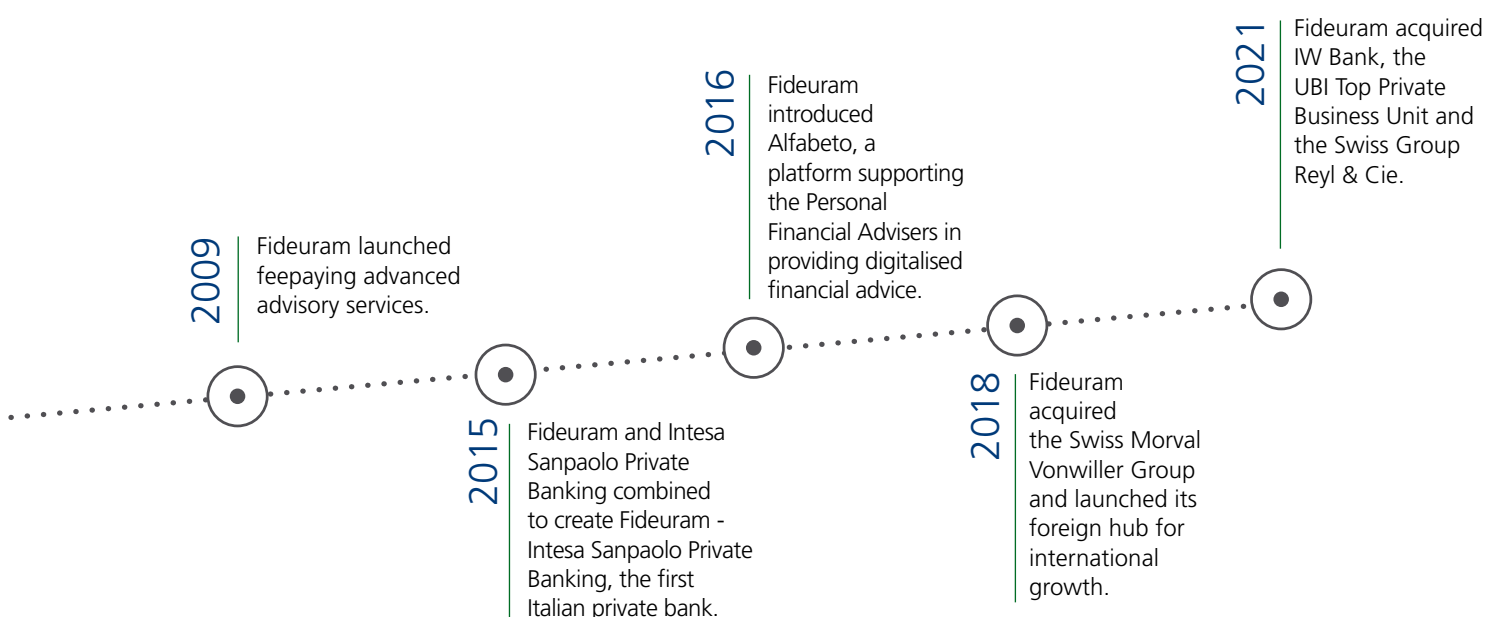 2009
Fideuram launched
feepaying advanced
advisory services.
2015
Fideuram and Intesa
Sanpaolo Private
Banking combined
to create Fideuram -
Intesa Sanpaolo Private
Banking, the first
Italian private bank.
2016
Fideuram
introduced
Alfabeto, a
platform supporting
the Personal
Financial Advisers in
providing digitalised
financial advice.
2018
Fideuram
acquired
the Swiss Morval
Vonwiller Group
and launched its
foreign hub for
international
growth.
2021
Fideuram acquired
IW Bank, the
UBI Top Private
Business Unit and
the Swiss Group
Reyl & Cie.